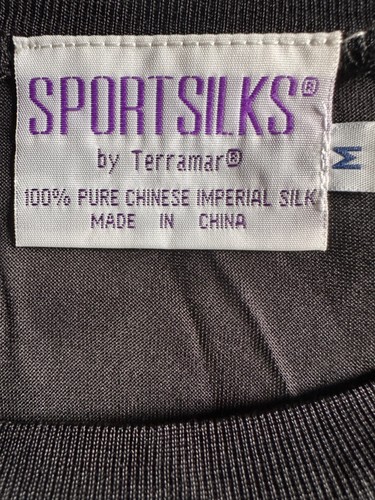 SPORTSILKS®
by Terramar®
100% PURE CHINESE IMPERIAL SILK
MADE IN CHINA
M